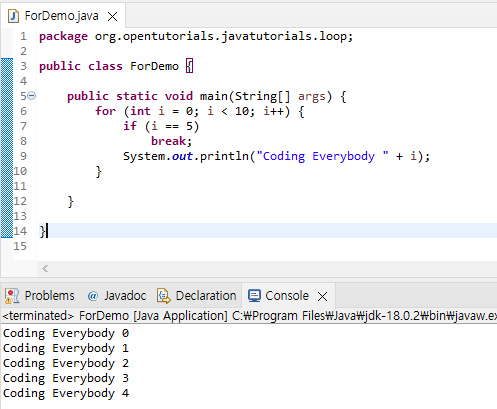 ForDemo.java
1 package org.opentutorials.javatutorials.loop;
2
3 public class ForDemo {
4
5 public static void main(String[] args) {
6 for (int i = 0; i < 10; i++) {
7 if (i == 5)
8 break;
9 System.out.println("Coding Everybody " + i);
10 }
11
12 }
13
14 }
15
Problems @ Javadoc Declaration Console
<terminated> ForDemo [Java Application] C:₩Program Files₩Java₩jdk-18.0.2₩bin₩javaw.ex
Coding Everybody 0
Coding Everybody 1
Coding Everybody 2
Coding Everybody 3
Coding Everybody 4